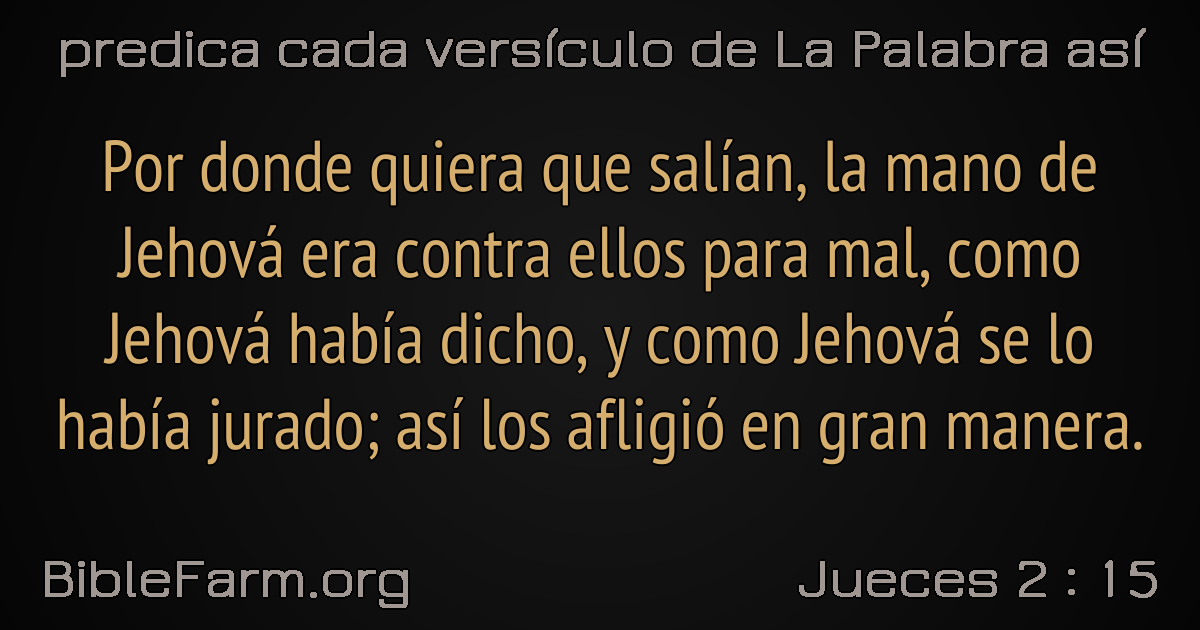 predica cada versículo de La Palabra así
Por donde quiera que salían, la mano de
Jehová era contra ellos para mal, como
Jehová había dicho, y como Jehová se lo
había jurado; así los afligió en gran manera.
BibleFarm.org
Jueces 2 : 15